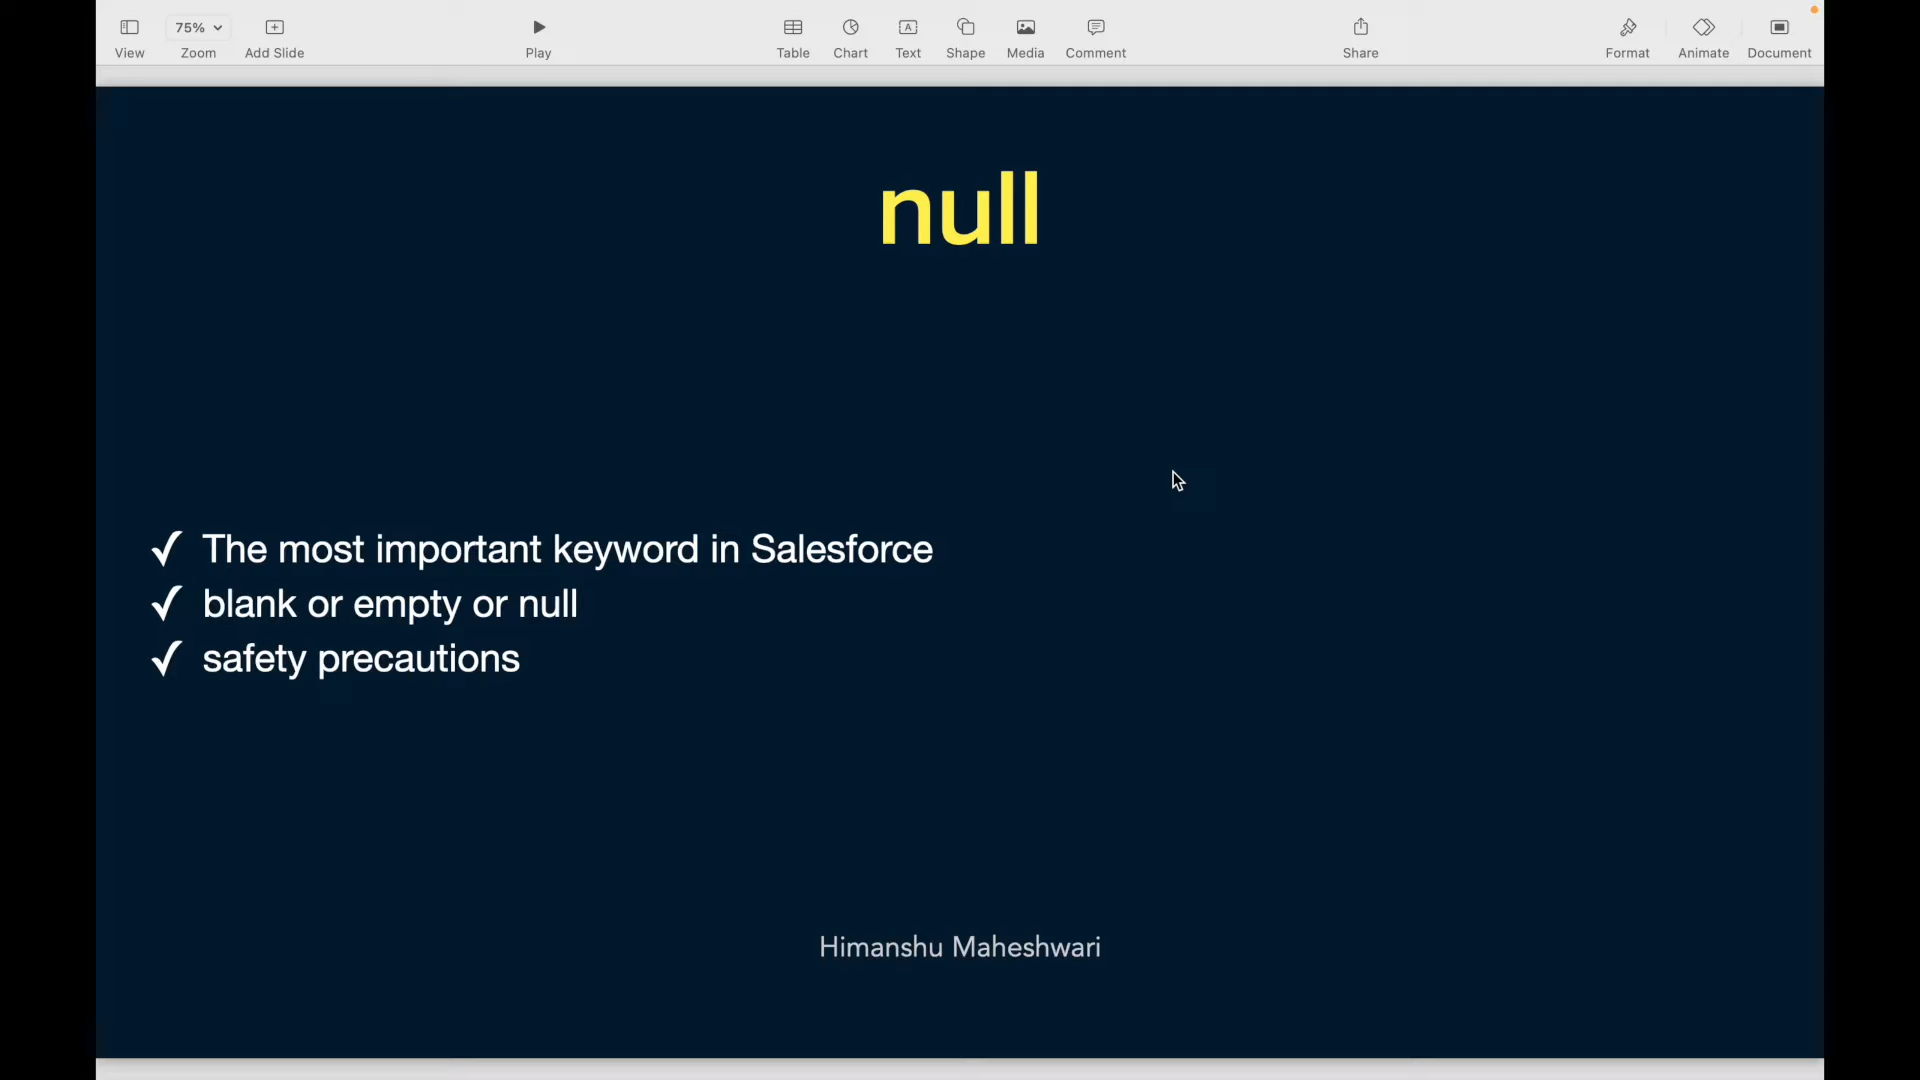 75%
View
Zoom
Add Slide
Play
Table
Chart
Text
Shape
Media
Comment
Share
Format
Animate
Document
null
✓ The most important keyword in Salesforce
✓ blank or empty or null
✓ safety precautions
Himanshu Maheshwari